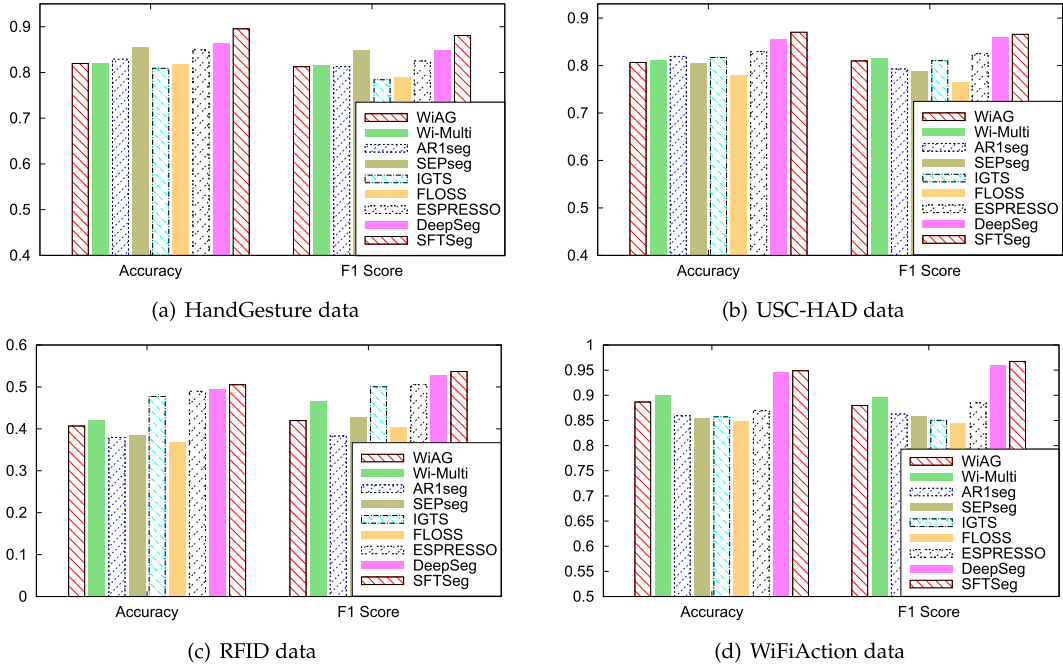 0.9
0.8
0.7
0.6
0.5
0.4
Accuracy
F1 Score
WiAG
Wi-Multi
AR1seg
SEPseg
IGTS
FLOSS
ESPRESSO
DeepSeg
SFTSeg
(a) HandGesture data
0.9
0.8
0.7
0.6
0.5
0.4
Accuracy
F1 Score
WiAG
Wi-Multi
AR1seg
SEPseg
IGTS
FLOSS
ESPRESSO
DeepSeg
SFTSeg
(b) USC-HAD data
0.6
0.5
0.4
0.3
0.2
0.1
0
Accuracy
F1 Score
WiAG
Wi-Multi
AR1seg
SEPseg
IGTS
FLOSS
ESPRESSO
DeepSeg
SFTSeg
(c) RFID data
1
0.95
0.9
0.85
0.8
0.75
0.7
0.65
0.6
0.55
0.5
Accuracy
F1 Score
WiAG
Wi-Multi
AR1seg
SEPseg
IGTS
FLOSS
ESPRESSO
DeepSeg
SFTSeg
(d) WiFiAction data